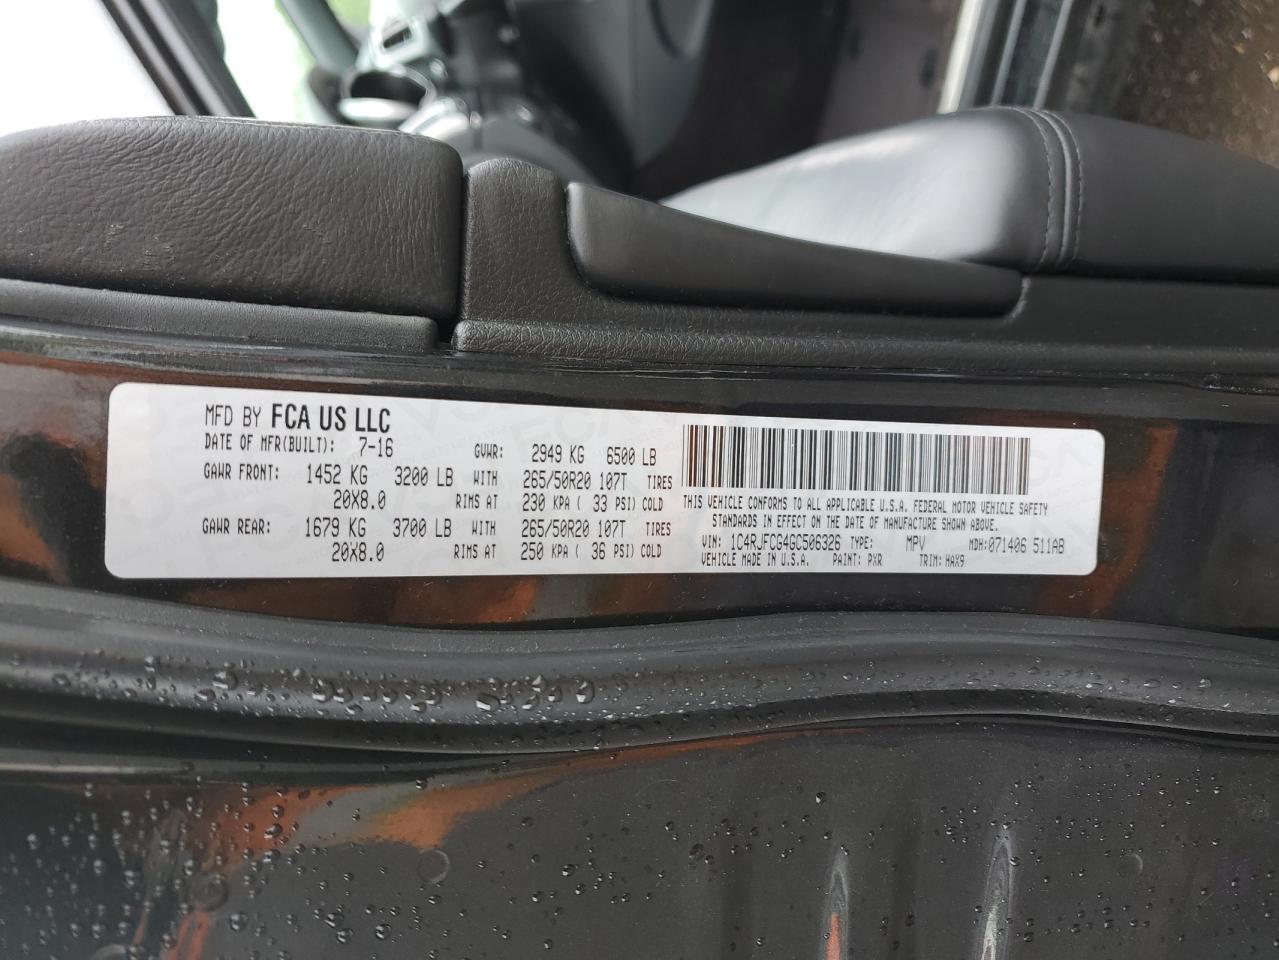 MFD BY FCA US LLC
DATE OF MFR(BUILT): 7-16 GVWR: 2949 KG 6500 LB
GAWR FRONT: 1452 KG 3200 LB WITH 265/50R20 107T TIRES
20X8.0 RIMS AT 230 KPA ( 33 PSI) COLD
GAWR REAR: 1679 KG 3700 LB WITH 265/50R20 107T TIRES
20X8.0 RIMS AT 250 KPA ( 36 PSI) COLD
THIS VEHICLE CONFORMS TO ALL APPLICABLE U.S.A. FEDERAL MOTOR VEHICLE SAFETY
STANDARDS IN EFFECT ON THE DATE OF MANUFACTURE SHOWN ABOVE.
VIN: 1C4RJFCG4GC506326 TYPE: MPV MDH:071406 511AB
VEHICLE MADE IN U.S.A. PAINT: PXR TRIM: HAX9